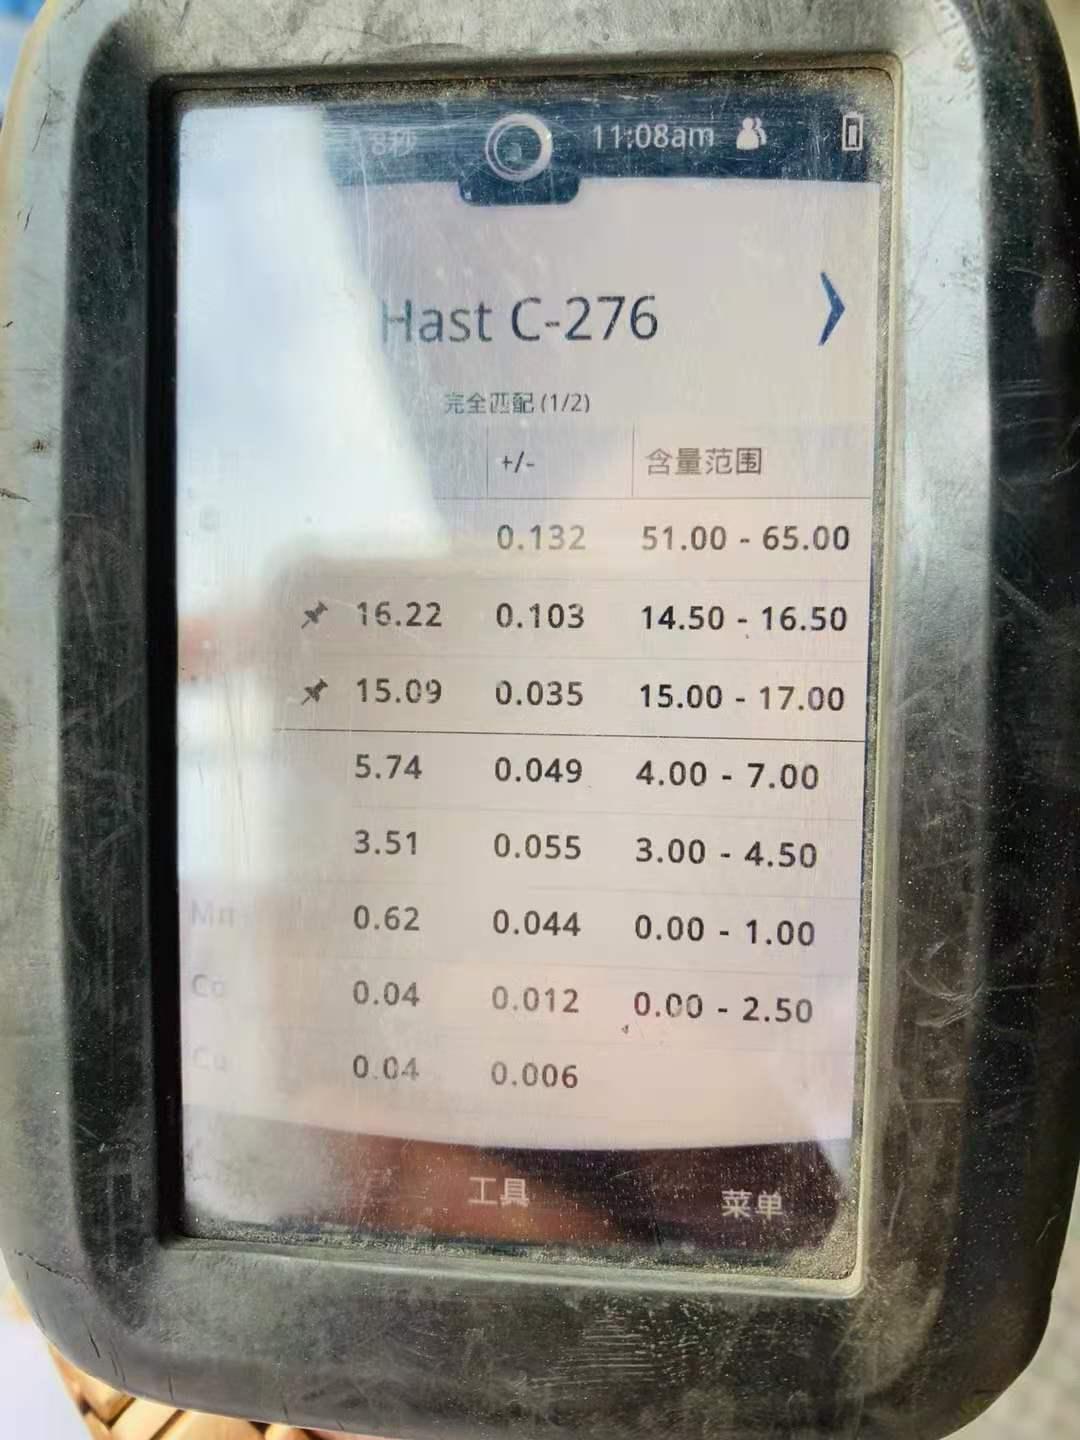 8秒 11:08am
Hast C-276
完全匹配 (1/2)
+/- 含量范围
0.132 51.00 - 65.00
16.22 0.103 14.50 - 16.50
15.09 0.035 15.00 - 17.00
5.74 0.049 4.00 - 7.00
3.51 0.055 3.00 - 4.50
Mn 0.62 0.044 0.00 - 1.00
Co 0.04 0.012 0.00 - 2.50
Cu 0.04 0.006
工具 菜单